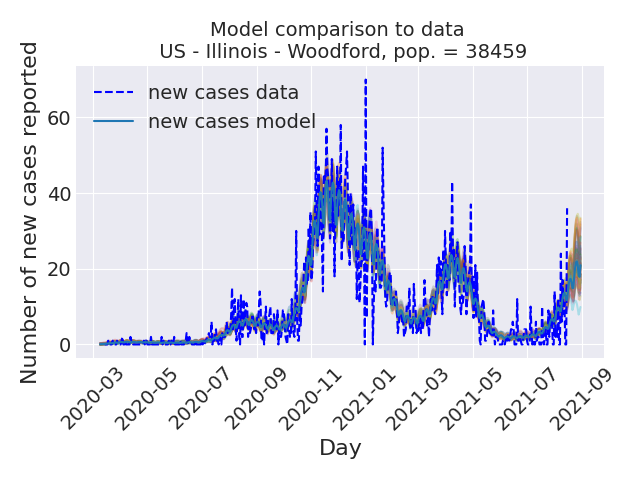 Model comparison to data
US - Illinois - Woodford, pop. = 38459
Number of new cases reported
60
40
20
0
new cases data
new cases model
2020-03
2020-05
2020-07
2020-09
2020-11
2021-01
2021-03
2021-05
2021-07
2021-09
Day